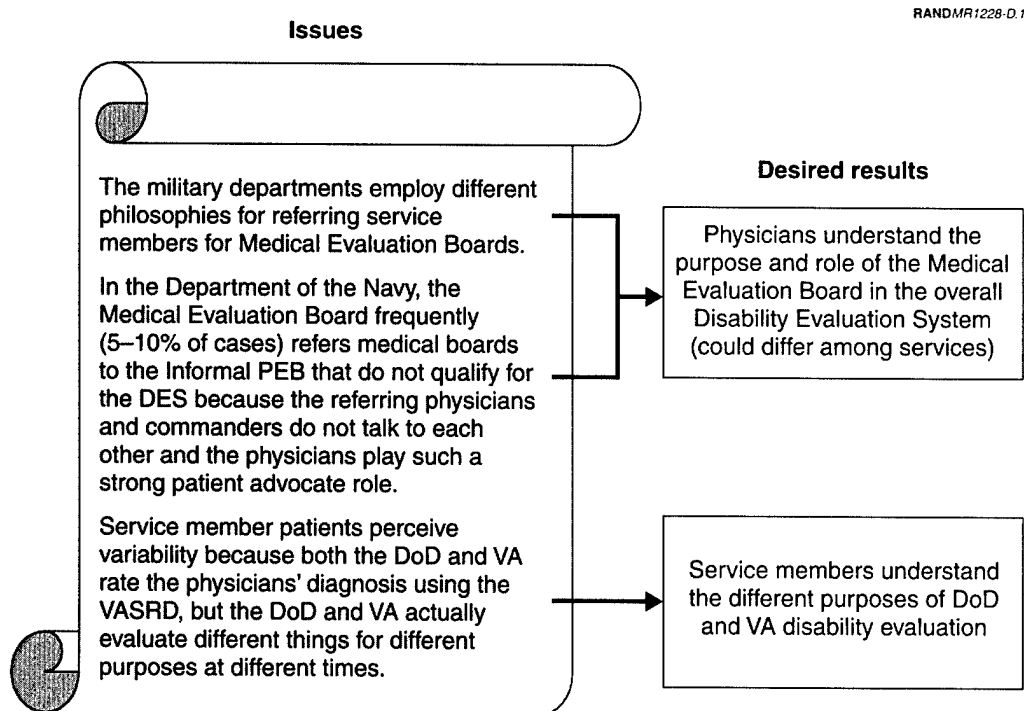 RANDMR1228-D.1
Issues
The military departments employ different
philosophies for referring service
members for Medical Evaluation Boards.
In the Department of the Navy, the
Medical Evaluation Board frequently
(5–10% of cases) refers medical boards
to the Informal PEB that do not qualify for
the DES because the referring physicians
and commanders do not talk to each
other and the physicians play such a
strong patient advocate role.
Service member patients perceive
variability because both the DoD and VA
rate the physicians' diagnosis using the
VASRD, but the DoD and VA actually
evaluate different things for different
purposes at different times.
Desired results
Physicians understand the
purpose and role of the Medical
Evaluation Board in the overall
Disability Evaluation System
(could differ among services)
Service members understand
the different purposes of DoD
and VA disability evaluation